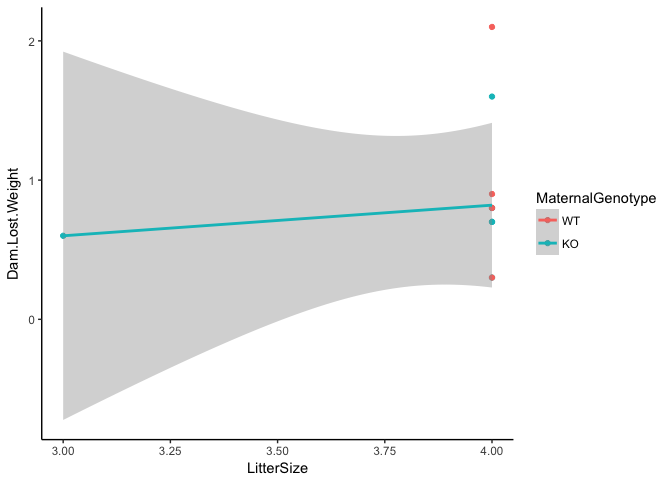 2
1
0
Dam.Lost.Weight
3.00 3.25 3.50 3.75 4.00
LitterSize
MaternalGenotype
WT
KO